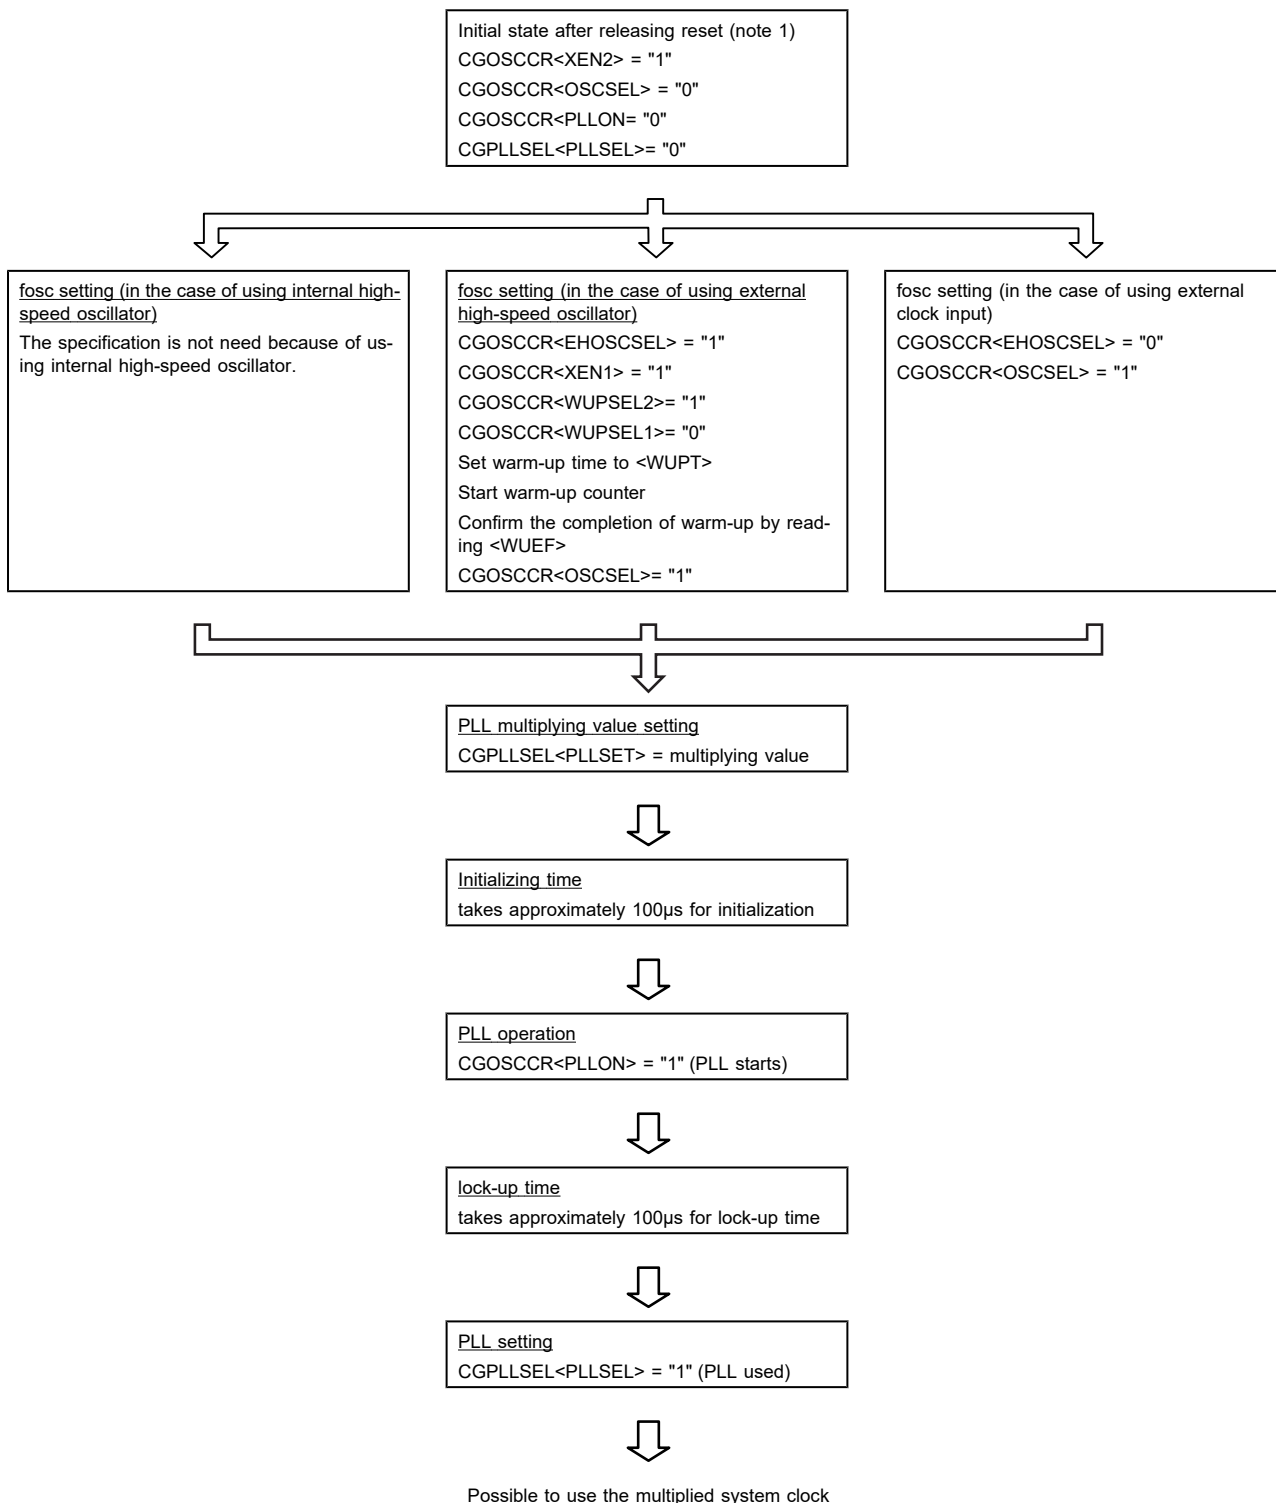 Initial state after releasing reset (note 1)
CGOSCCR<XEN2> = "1"
CGOSCCR<OSCSEL> = "0"
CGOSCCR<PLLON= "0"
CGPLLSEL<PLLSEL>= "0"
fosc setting (in the case of using internal high-
speed oscillator)
The specification is not need because of us-
ing internal high-speed oscillator.
fosc setting (in the case of using external
high-speed oscillator)
CGOSCCR<EHOSCSEL> = "1"
CGOSCCR<XEN1> = "1"
CGOSCCR<WUPSEL2>= "1"
CGOSCCR<WUPSEL1>= "0"
Set warm-up time to <WUPT>
Start warm-up counter
Confirm the completion of warm-up by read-
ing <WUEF>
CGOSCCR<OSCSEL>= "1"
fosc setting (in the case of using external
clock input)
CGOSCCR<EHOSCSEL> = "0"
CGOSCCR<OSCSEL> = "1"
PLL multiplying value setting
CGPLLSEL<PLLSET> = multiplying value
Initializing time
takes approximately 100μs for initialization
PLL operation
CGOSCCR<PLLON> = "1" (PLL starts)
lock-up time
takes approximately 100μs for lock-up time
PLL setting
CGPLLSEL<PLLSEL> = "1" (PLL used)
Possible to use the multiplied system clock